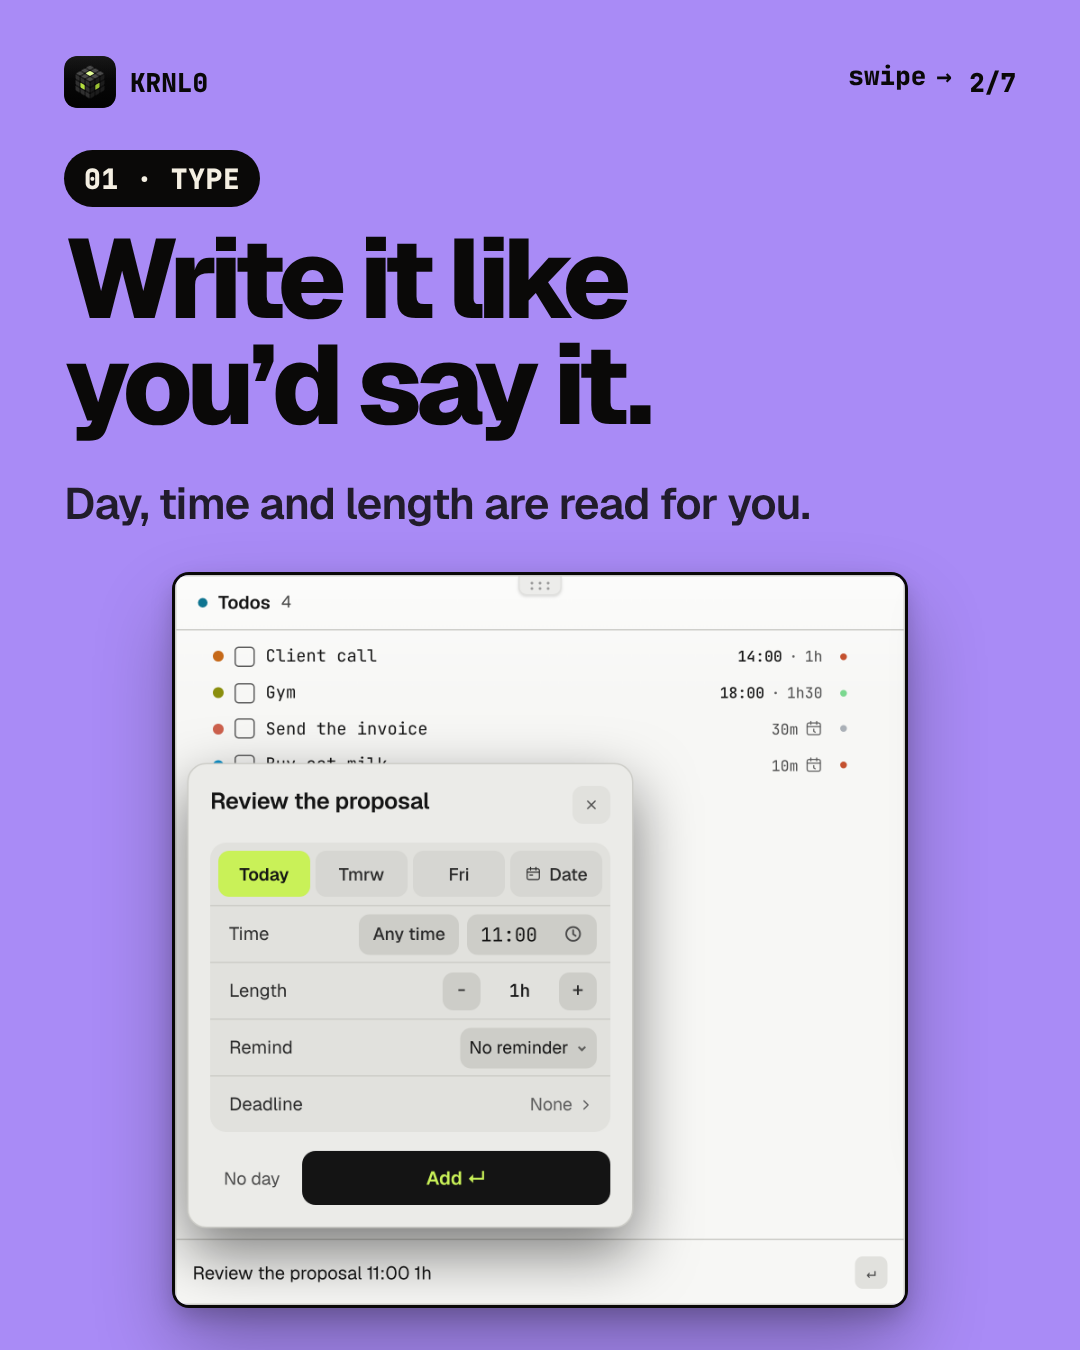 KRNL0
swipe → 2/7
01 · TYPE
Write it like
you’d say it.
Day, time and length are read for you.
Todos 4
Client call 14:00 · 1h
Gym 18:00 · 1h30
Send the invoice 30m
Buy oat milk 10m
Review the proposal ×
Today Tmrw Fri Date
Time Any time 11:00
Length - 1h +
Remind No reminder
Deadline None >
No day Add ↵
Review the proposal 11:00 1h ↵